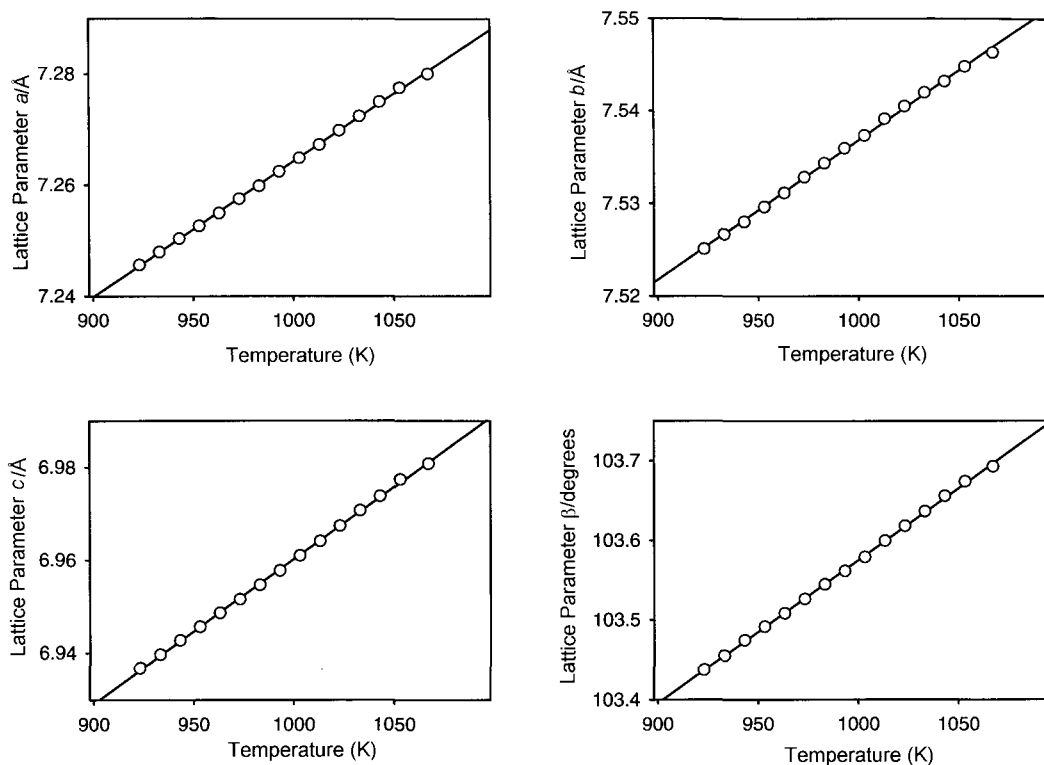 Lattice Parameter a/Å
7.28
7.26
7.24
900 950 1000 1050
Temperature (K)
Lattice Parameter b/Å
7.55
7.54
7.53
7.52
900 950 1000 1050
Temperature (K)
Lattice Parameter c/Å
6.98
6.96
6.94
900 950 1000 1050
Temperature (K)
Lattice Parameter β/degrees
103.7
103.6
103.5
103.4
900 950 1000 1050
Temperature (K)